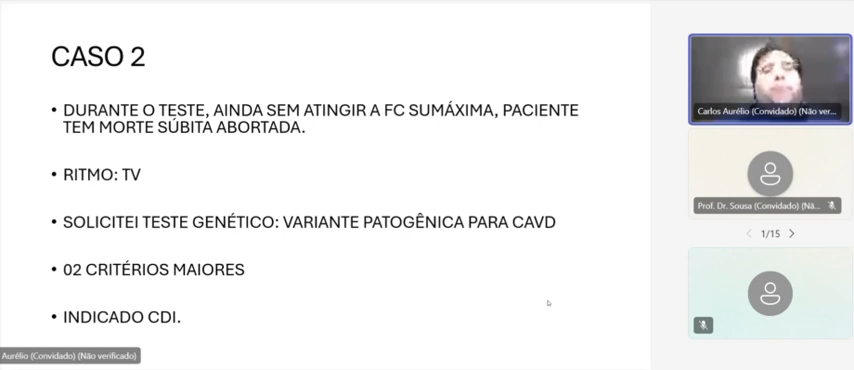 CASO 2
• DURANTE O TESTE, AINDA SEM ATINGIR A FC SUMÁXIMA, PACIENTE
TEM MORTE SÚBITA ABORTADA.
• RITMO: TV
• SOLICITEI TESTE GENÉTICO: VARIANTE PATOGÊNICA PARA CAVD
• 02 CRITÉRIOS MAIORES
• INDICADO CDI.
Aurélio (Convidado) (Não verificado)
Carlos Aurélio (Convidado) (Não ver...
Prof. Dr. Sousa (Convidado) (Nã...
1/15